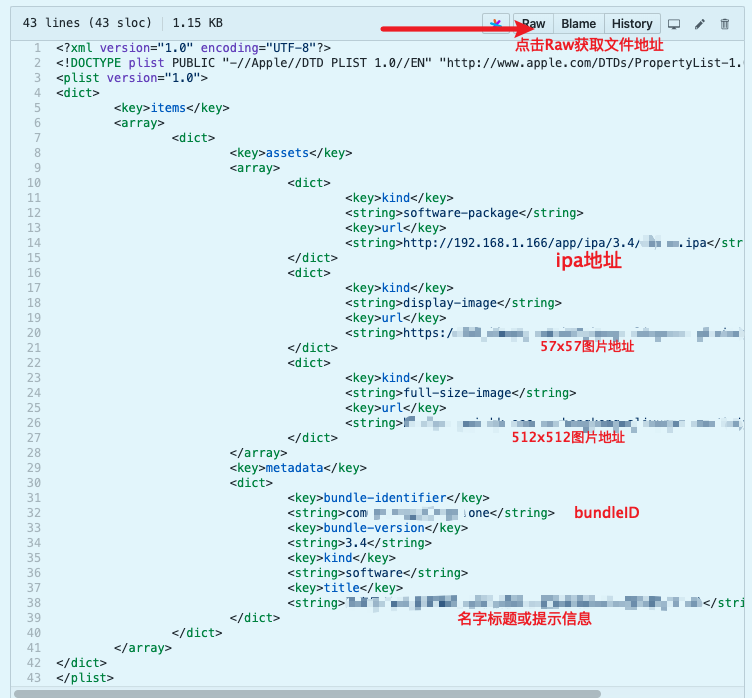 43 lines (43 sloc) 1.15 KB Raw Blame History
点击Raw获取文件地址
1 <?xml version="1.0" encoding="UTF-8"?>
2 <!DOCTYPE plist PUBLIC "-//Apple//DTD PLIST 1.0//EN" "http://www.apple.com/DTDs/PropertyList-1.
3 <plist version="1.0">
4 <dict>
5 <key>items</key>
6 <array>
7 <dict>
8 <key>assets</key>
9 <array>
10 <dict>
11 <key>kind</key>
12 <string>software-package</string>
13 <key>url</key>
14 <string>http://192.168.1.166/app/ipa/3.4/ .ipa</str
15 </dict>
ipa地址
16 <dict>
17 <key>kind</key>
18 <string>display-image</string>
19 <key>url</key>
20 <string>https:/
21 </dict>
57x57图片地址
22 <dict>
23 <key>kind</key>
24 <string>full-size-image</string>
25 <key>url</key>
26 <string>
27 </dict>
512x512图片地址
28 </array>
29 <key>metadata</key>
30 <dict>
31 <key>bundle-identifier</key>
32 <string>com one</string> bundleID
33 <key>bundle-version</key>
34 <string>3.4</string>
35 <key>kind</key>
36 <string>software</string>
37 <key>title</key>
38 <string> </stri
39 </dict>
名字标题或提示信息
40 </dict>
41 </array>
42 </dict>
43 </plist>